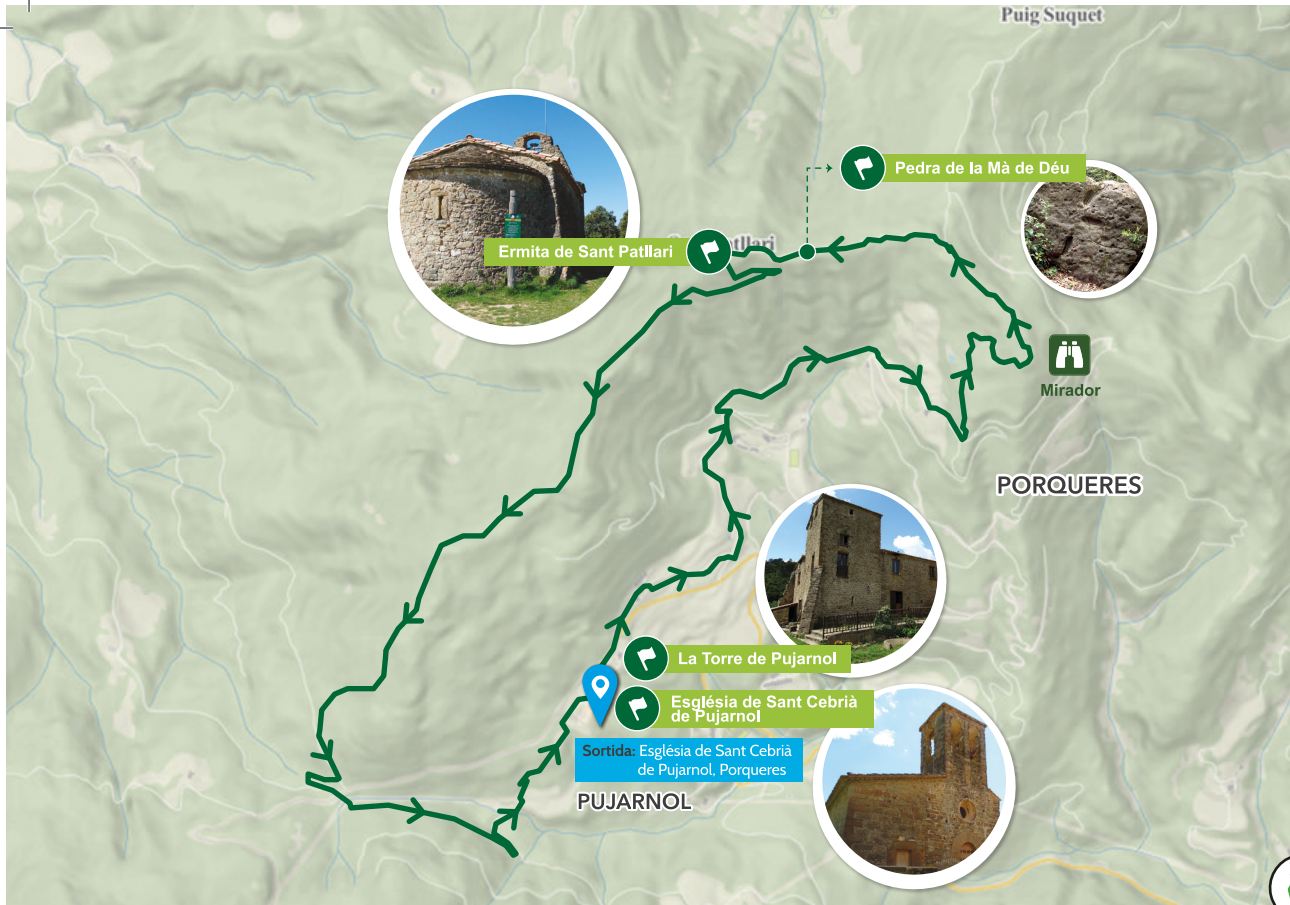 Puig Suquet
Pedra de la Mà de Déu
Ermita de Sant Patllari
Mirador
PORQUERES
La Torre de Pujarnol
Església de Sant Cebrià
de Pujarnol
Sortida: Església de Sant Cebrià
de Pujarnol, Porqueres
PUJARNOL